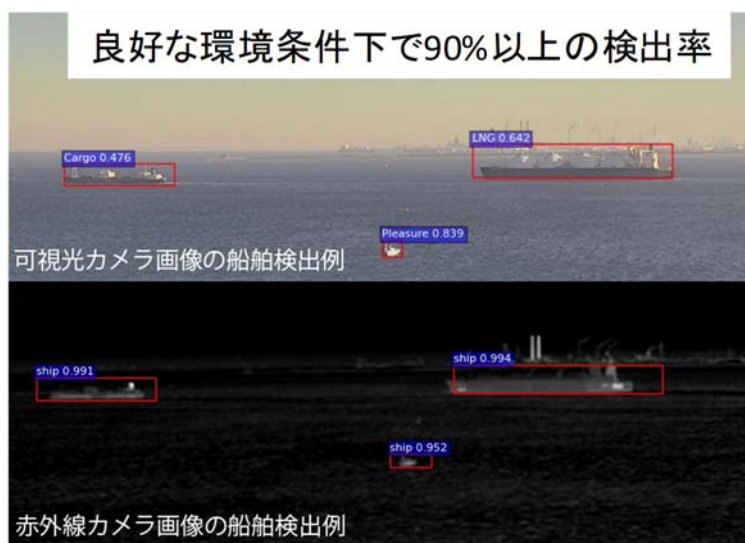 良好な環境条件下で90%以上の検出率
Cargo 0.476
LNG 0.642
Pleasure 0.839
可視光カメラ画像の船舶検出例
ship 0.991
ship 0.994
ship 0.952
赤外線カメラ画像の船舶検出例